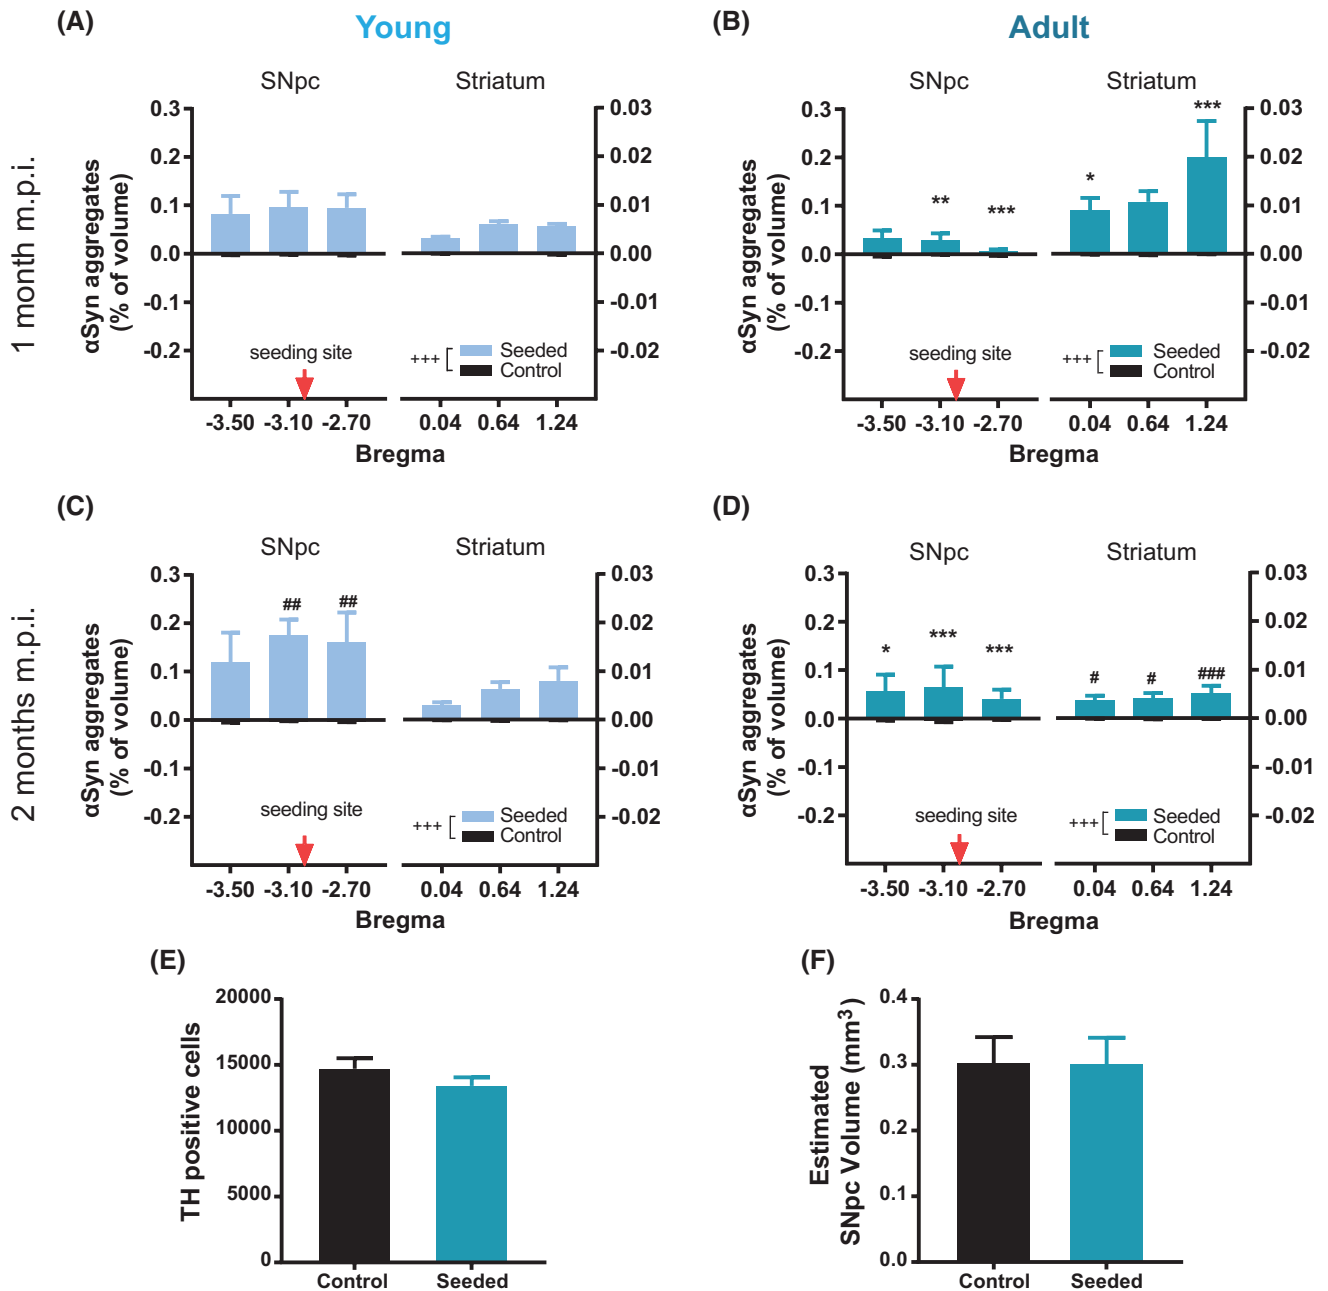 (A)
Young
(B)
Adult
1 month m.p.i.
SNpc
Striatum
αSyn aggregates
(% of volume)
0.3
0.2
0.1
0.0
-0.1
-0.2
0.03
0.02
0.01
0.00
-0.01
-0.02
seeding site
+++
Seeded
Control
-3.50 -3.10 -2.70
0.04 0.64 1.24
Bregma
SNpc
Striatum
αSyn aggregates
(% of volume)
0.3
0.2
0.1
0.0
-0.1
-0.2
** ***
* ***
0.03
0.02
0.01
0.00
-0.01
-0.02
seeding site
+++
Seeded
Control
-3.50 -3.10 -2.70
0.04 0.64 1.24
Bregma
(C)
(D)
2 months m.p.i.
SNpc
Striatum
αSyn aggregates
(% of volume)
0.3
0.2
0.1
0.0
-0.1
-0.2
## ##
0.03
0.02
0.01
0.00
-0.01
-0.02
seeding site
+++
Seeded
Control
-3.50 -3.10 -2.70
0.04 0.64 1.24
Bregma
SNpc
Striatum
αSyn aggregates
(% of volume)
0.3
0.2
0.1
0.0
-0.1
-0.2
* *** ***
# # ###
0.03
0.02
0.01
0.00
-0.01
-0.02
seeding site
+++
Seeded
Control
-3.50 -3.10 -2.70
0.04 0.64 1.24
Bregma
(E)
TH positive cells
20000
15000
10000
5000
0
Control Seeded
(F)
Estimated
SNpc Volume (mm³)
0.4
0.3
0.2
0.1
0.0
Control Seeded